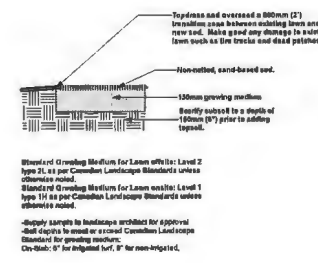 Topdress and overseed a 600mm (2')
transition zone between existing lawn and
new sod. Make good any damage to existi
lawn such as tire tracks and dead patches
Non-netted, sand-based sod.
150mm growing medium
Scarify subsoil to a depth of
150mm (6") prior to adding
topsoil.
Standard Growing Medium for Lawn offsite: Level 2
type 2L as per Canadian Landscape Standards unless
otherwise noted.
Standard Growing Medium for Lawn onsite: Level 1
type 1H as per Canadian Landscape Standards unless
otherwise noted.
-Supply sample to landscape architect for approval
-Soil depths to meet or exceed Canadian Landscape
Standard for growing medium:
On-Slab: 6" for irrigated turf, 9" for non-irrigated,